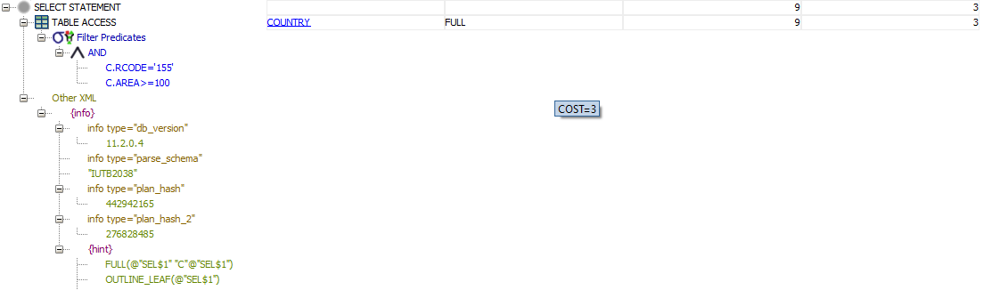 SELECT STATEMENT 9 3
TABLE ACCESS COUNTRY FULL 9 3
Filter Predicates
AND
C.RCODE='155'
C.AREA>=100
Other XML
{info}
COST=3
info type="db_version"
11.2.0.4
info type="parse_schema"
"IUTB2038"
info type="plan_hash"
442942165
info type="plan_hash_2"
276828485
{hint}
FULL(@"SEL$1" "C"@"SEL$1")
OUTLINE_LEAF(@"SEL$1")